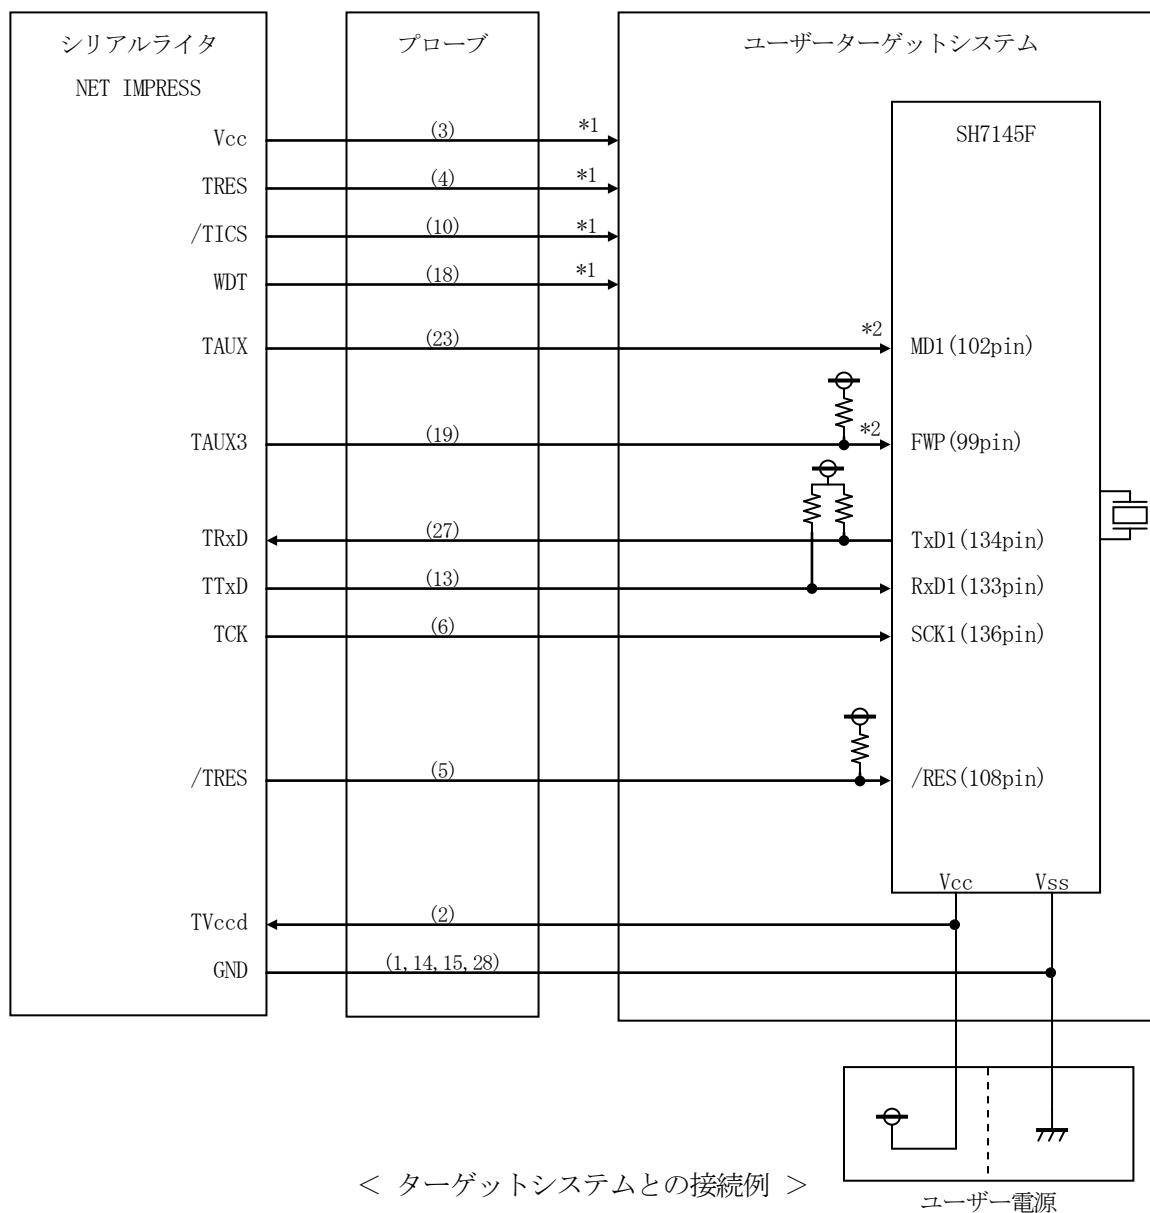 シリアルライタ
プローブ
ユーザーターゲットシステム
NET IMPRESS
SH7145F
Vcc
(3)
*1
TRES
(4)
*1
/TICS
(10)
*1
WDT
(18)
*1
TAUX
(23)
*2
MD1(102pin)
TAUX3
(19)
*2
FWP(99pin)
TRxD
(27)
TxD1(134pin)
TTxD
(13)
RxD1(133pin)
TCK
(6)
SCK1(136pin)
/TRES
(5)
/RES(108pin)
Vcc
Vss
TVccd
(2)
GND
(1,14,15,28)
＜ ターゲットシステムとの接続例 ＞
ユーザー電源